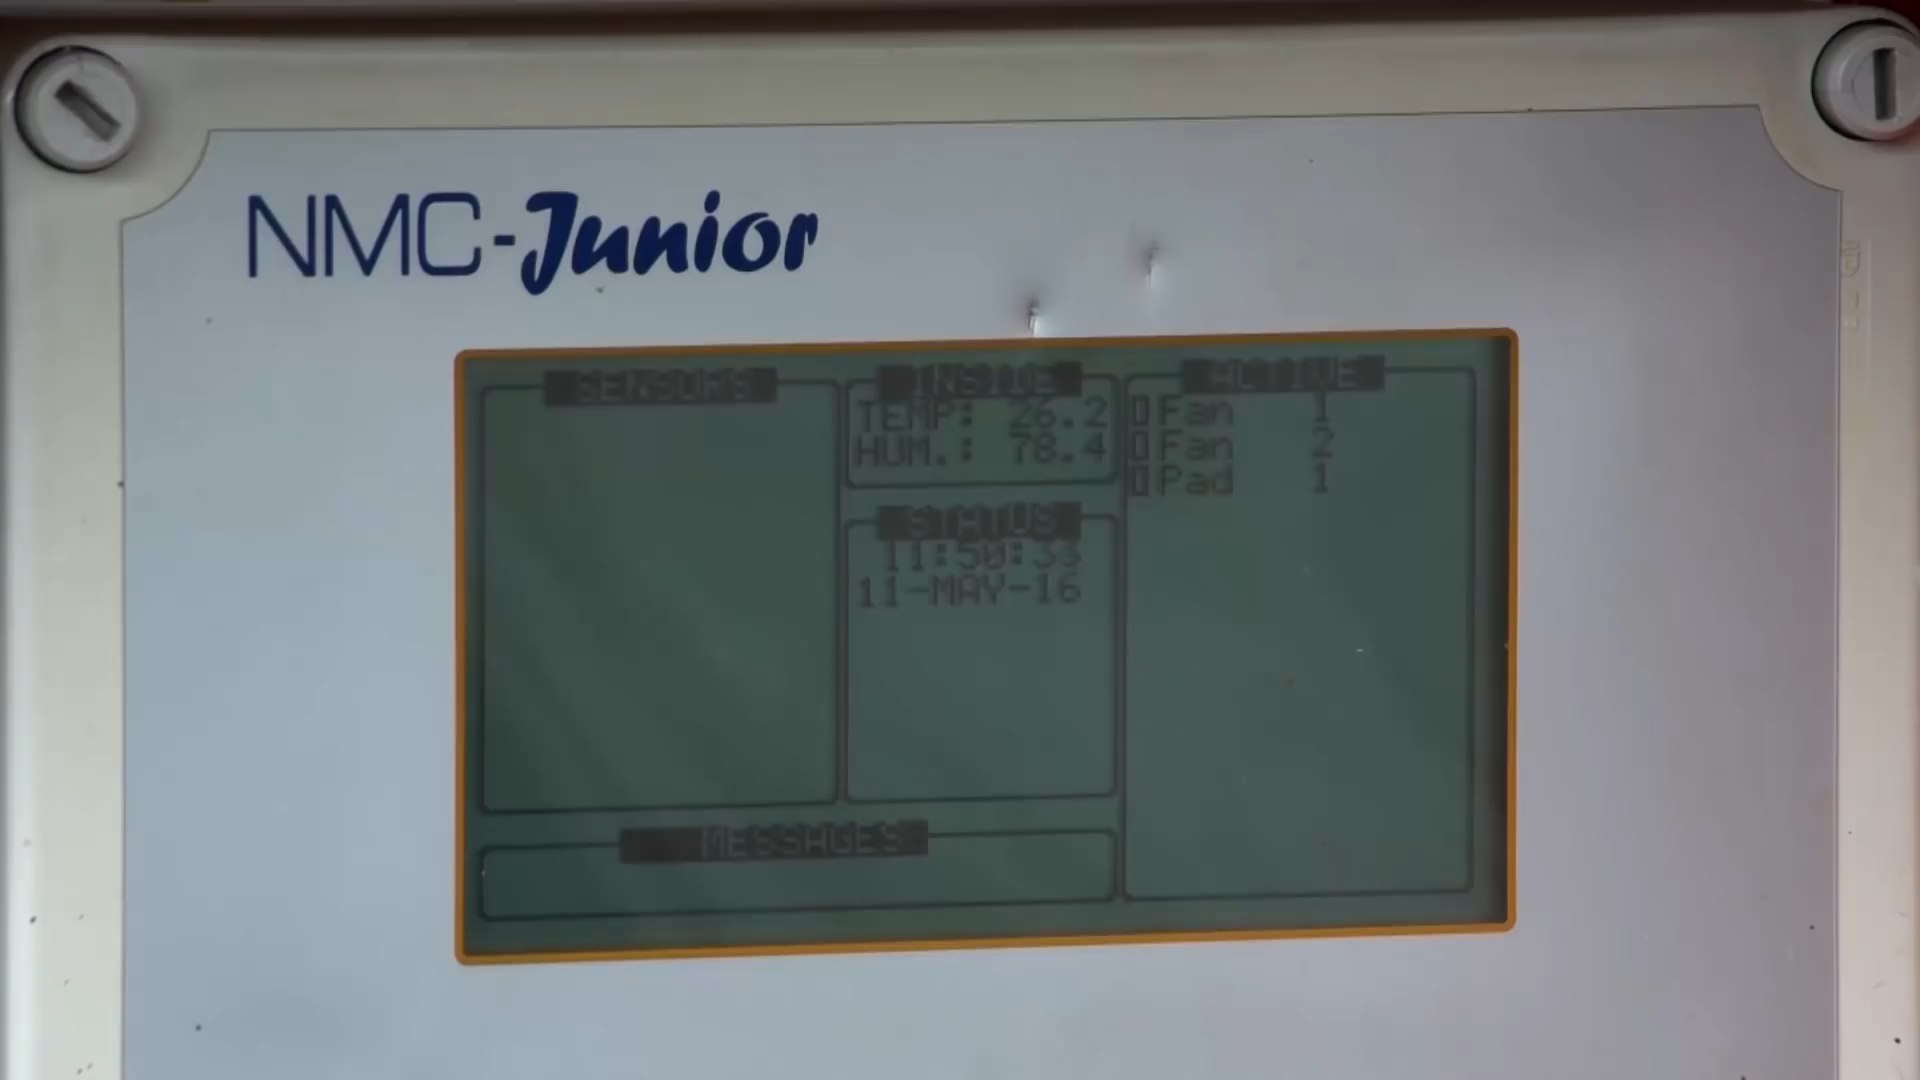 NMC-Junior
SENSORS
INSIDE
TEMP: 26.2
HUM.: 78.4
STATUS
11:50:33
11-MAY-16
ACTIVE
Fan 1
Fan 2
Pad 1
MESSAGES